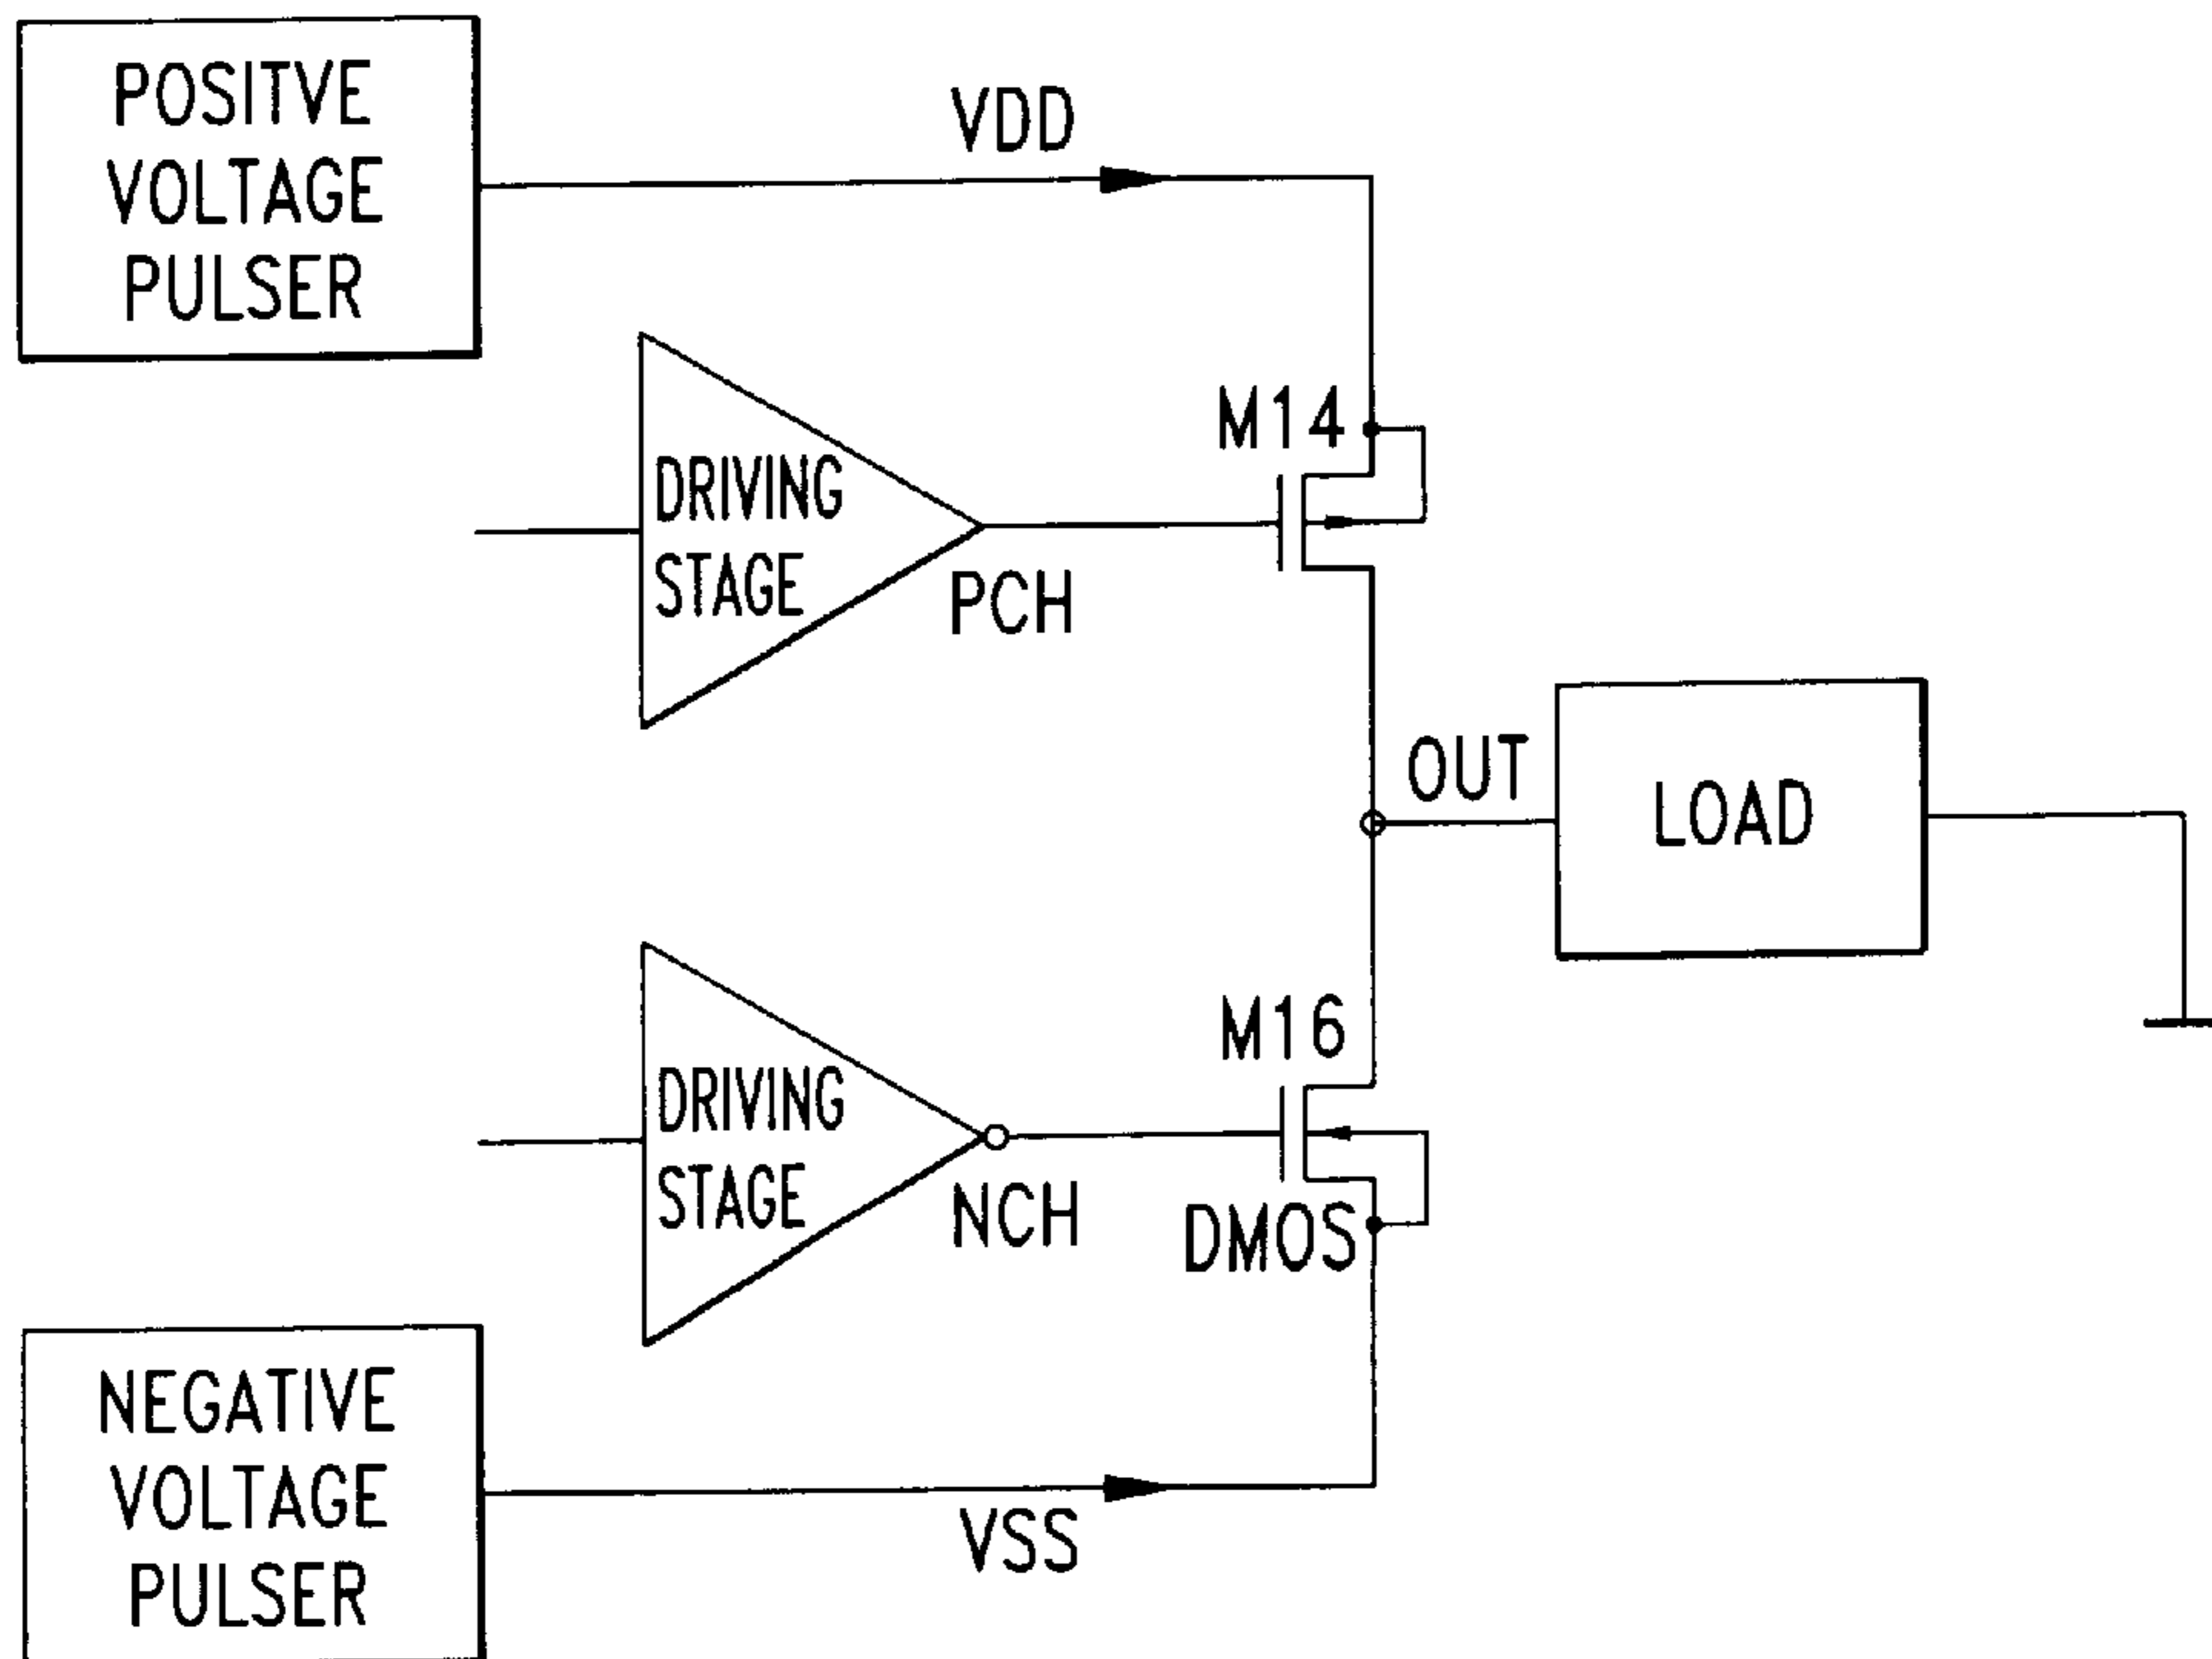 POSITVE
VOLTAGE
PULSER
VDD
M14
DRIVING
STAGE
PCH
OUT
LOAD
M16
DRIVING
STAGE
NCH
DMOS
NEGATIVE
VOLTAGE
PULSER
VSS